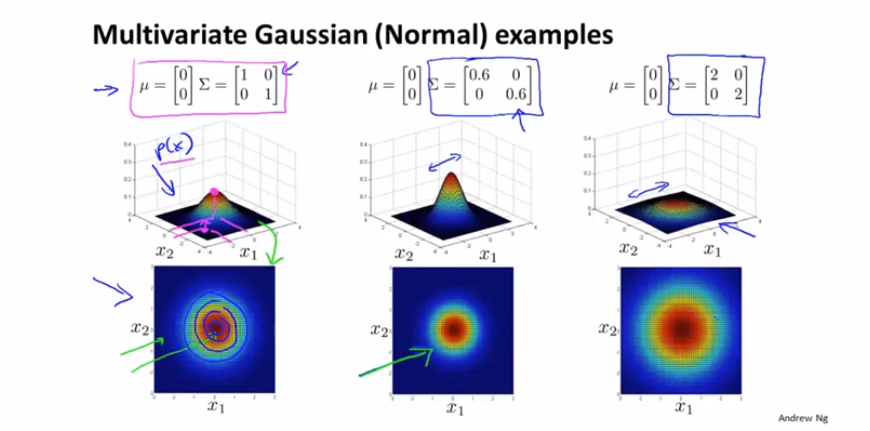 Multivariate Gaussian (Normal) examples
μ = [0 0] Σ = [1 0 0 1]
μ = [0 0] Σ = [0.6 0 0 0.6]
μ = [0 0] Σ = [2 0 0 2]
p(x)
x₂ x₁
x₂ x₁
x₂ x₁
x₂
x₁
x₂
x₁
x₂
x₁
Andrew Ng